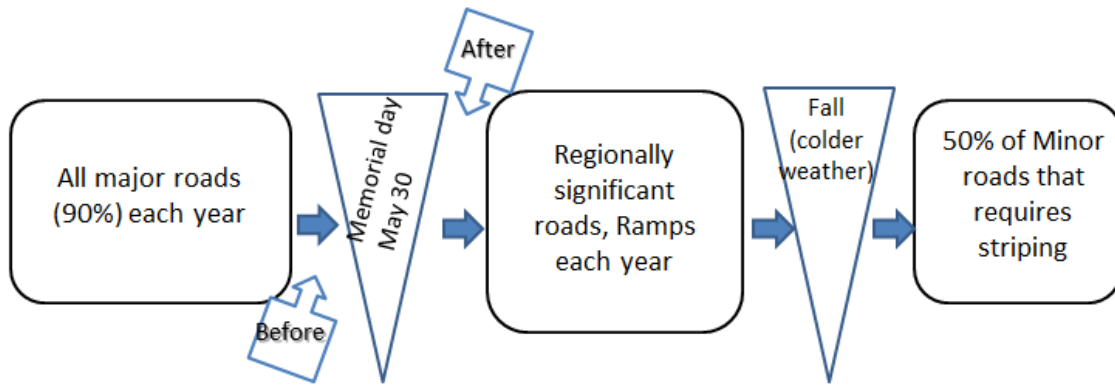 All major roads
(90%) each year
Before
Memorial day
May 30
After
Regionally
significant
roads, Ramps
each year
Fall
(colder
weather)
50% of Minor
roads that
requires
striping